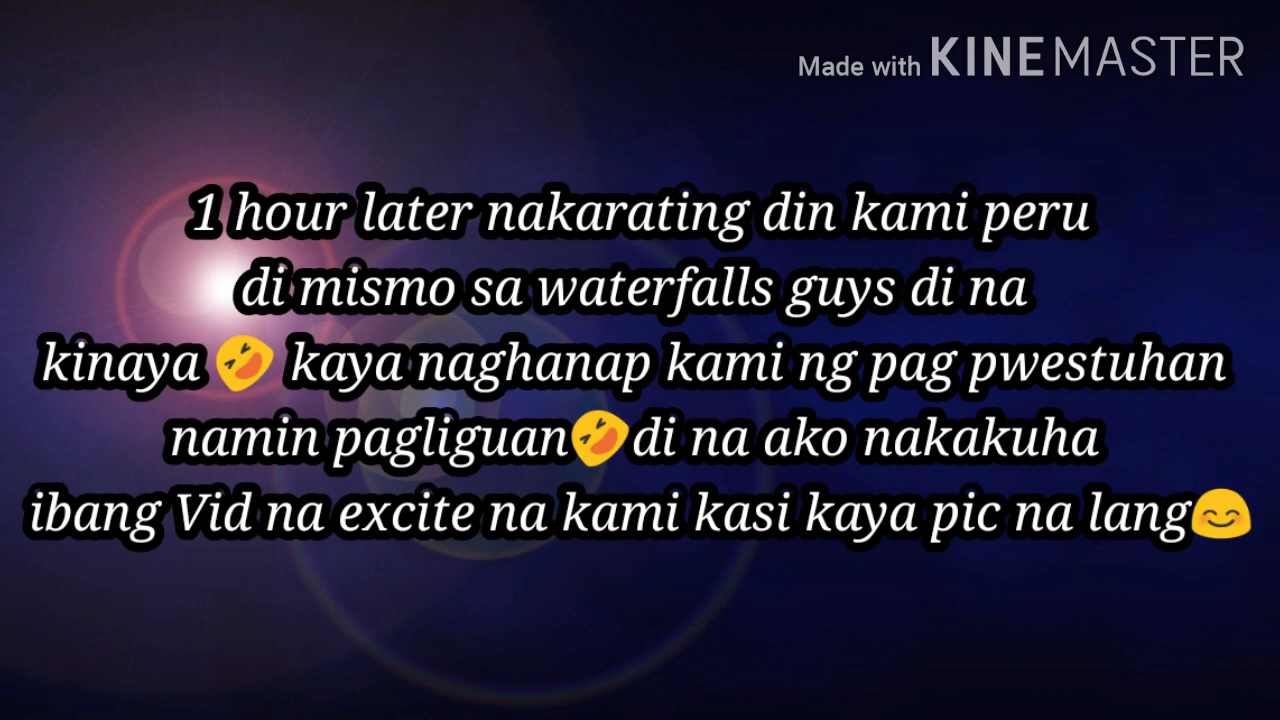 Made with KINEMASTER
1 hour later nakarating din kami peru
di mismo sa waterfalls guys di na
kinaya 🤣 kaya naghanap kami ng pag pwestuhan
namin pagliguan🤣di na ako nakakuha
ibang Vid na excite na kami kasi kaya pic na lang😊